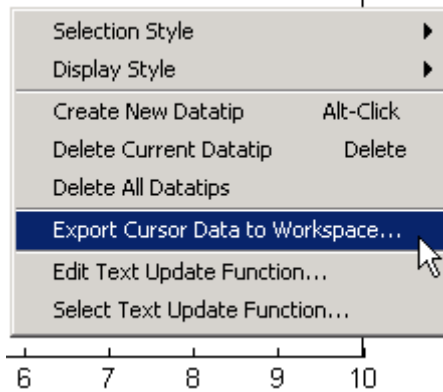 Selection Style
Display Style
Create New Datatip Alt-Click
Delete Current Datatip Delete
Delete All Datatips
Export Cursor Data to Workspace...
Edit Text Update Function...
Select Text Update Function...
6 7 8 9 10